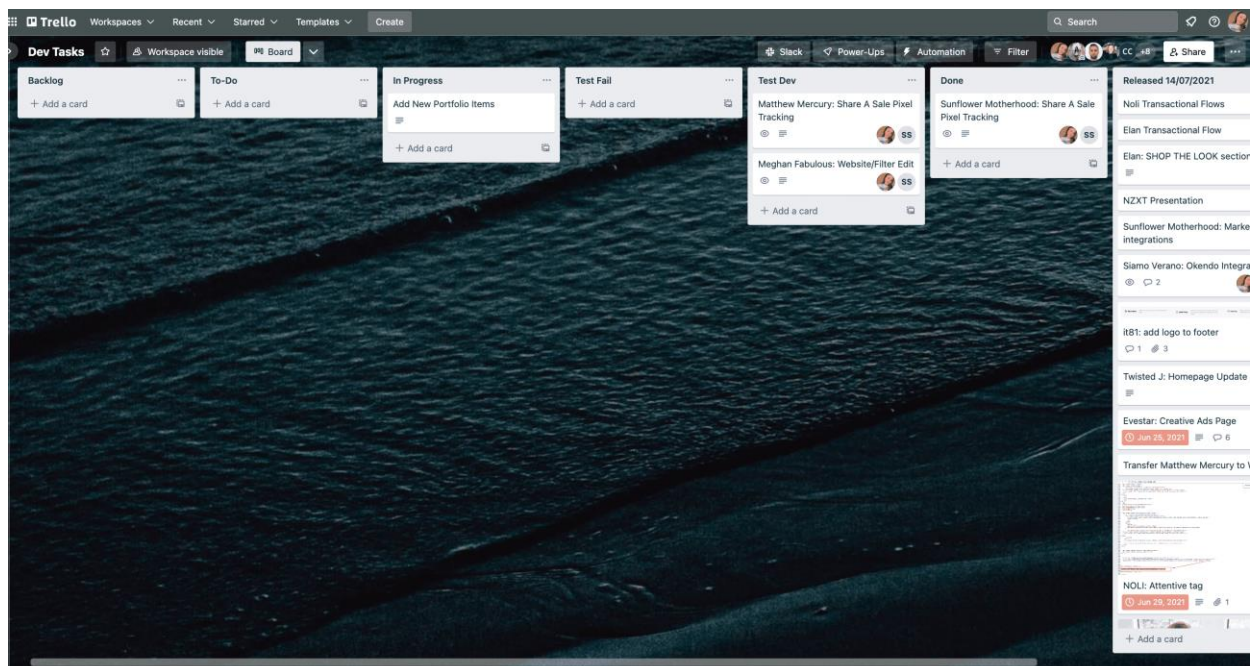 Trello
Workspaces
Recent
Starred
Templates
Create
Search
Dev Tasks
Workspace visible
Board
Slack
Power-Ups
Automation
Filter
CC
+8
Share
Backlog
+ Add a card
To-Do
+ Add a card
In Progress
Add New Portfolio Items
+ Add a card
Test Fail
+ Add a card
Test Dev
Matthew Mercury: Share A Sale Pixel
Tracking
SS
Meghan Fabulous: Website/Filter Edit
SS
+ Add a card
Done
Sunflower Motherhood: Share A Sale
Pixel Tracking
SS
+ Add a card
Released 14/07/2021
Noli Transactional Flows
Elan Transactional Flow
Elan: SHOP THE LOOK section
NZXT Presentation
Sunflower Motherhood: Marke
integrations
Siamo Verano: Okendo Integra
2
it81: add logo to footer
1
3
Twisted J: Homepage Update
Evestar: Creative Ads Page
Jun 25, 2021
6
Transfer Matthew Mercury to
NOLI: Attentive tag
Jun 29, 2021
1
+ Add a card